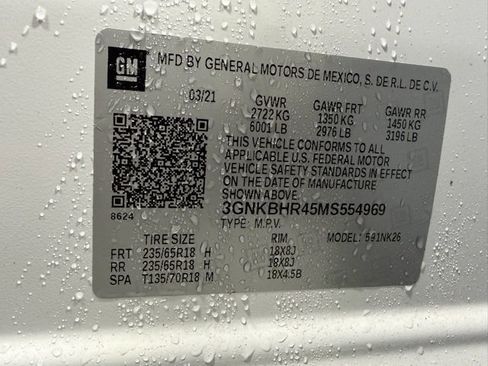 GM
MFD BY GENERAL MOTORS DE MEXICO, S. DE R.L. DE C.V.
03/21 GVWR GAWR FRT GAWR RR
2722 KG 1350 KG 1450 KG
6001 LB 2976 LB 3196 LB
THIS VEHICLE CONFORMS TO ALL
APPLICABLE U.S. FEDERAL MOTOR
VEHICLE SAFETY STANDARDS IN EFFECT
ON THE DATE OF MANUFACTURE SHOWN ABOVE.
3GNKBHR45MS554969
8624 TYPE: M.P.V. MODEL: 1NK26
TIRE SIZE RIM
FRT 235/65R18 H 18X8J
RR 235/65R18 H 18X8J
SPA T135/70R18 M 18X4.5B